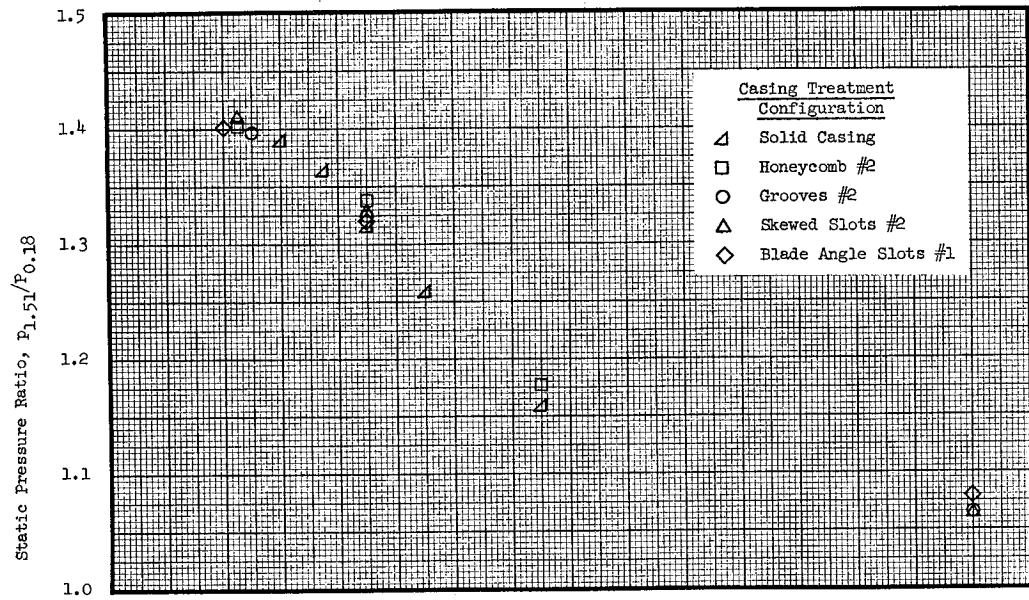 1.5
1.4
1.3
1.2
1.1
1.0
Static Pressure Ratio, P1.51/P0.18
Casing Treatment
Configuration
Solid Casing
Honeycomb #2
Grooves #2
Skewed Slots #2
Blade Angle Slots #1